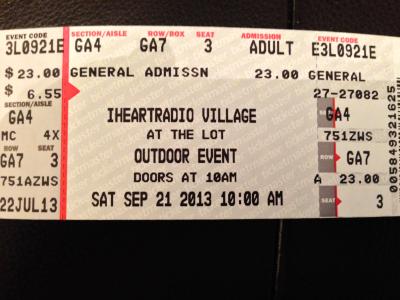 EVENT CODE SECTION/AISLE ROW/BOX SEAT ADMISSION EVENT CODE
3L0921E GA4 GA7 3 ADULT E3L0921E
$ 23.00 GENERAL ADMISSN 23.00 GENERAL
$ 6.55 27-27082
SECTION/AISLE
GA4 IHEARTRADIO VILLAGE GA4
MC 4X AT THE LOT 751ZWS
ROW SEAT
GA7 3 OUTDOOR EVENT ROW GA7
751AZWS DOORS AT 10AM A 23.00
22JUL13 SAT SEP 21 2013 10:00 AM SEAT 3
005849321625